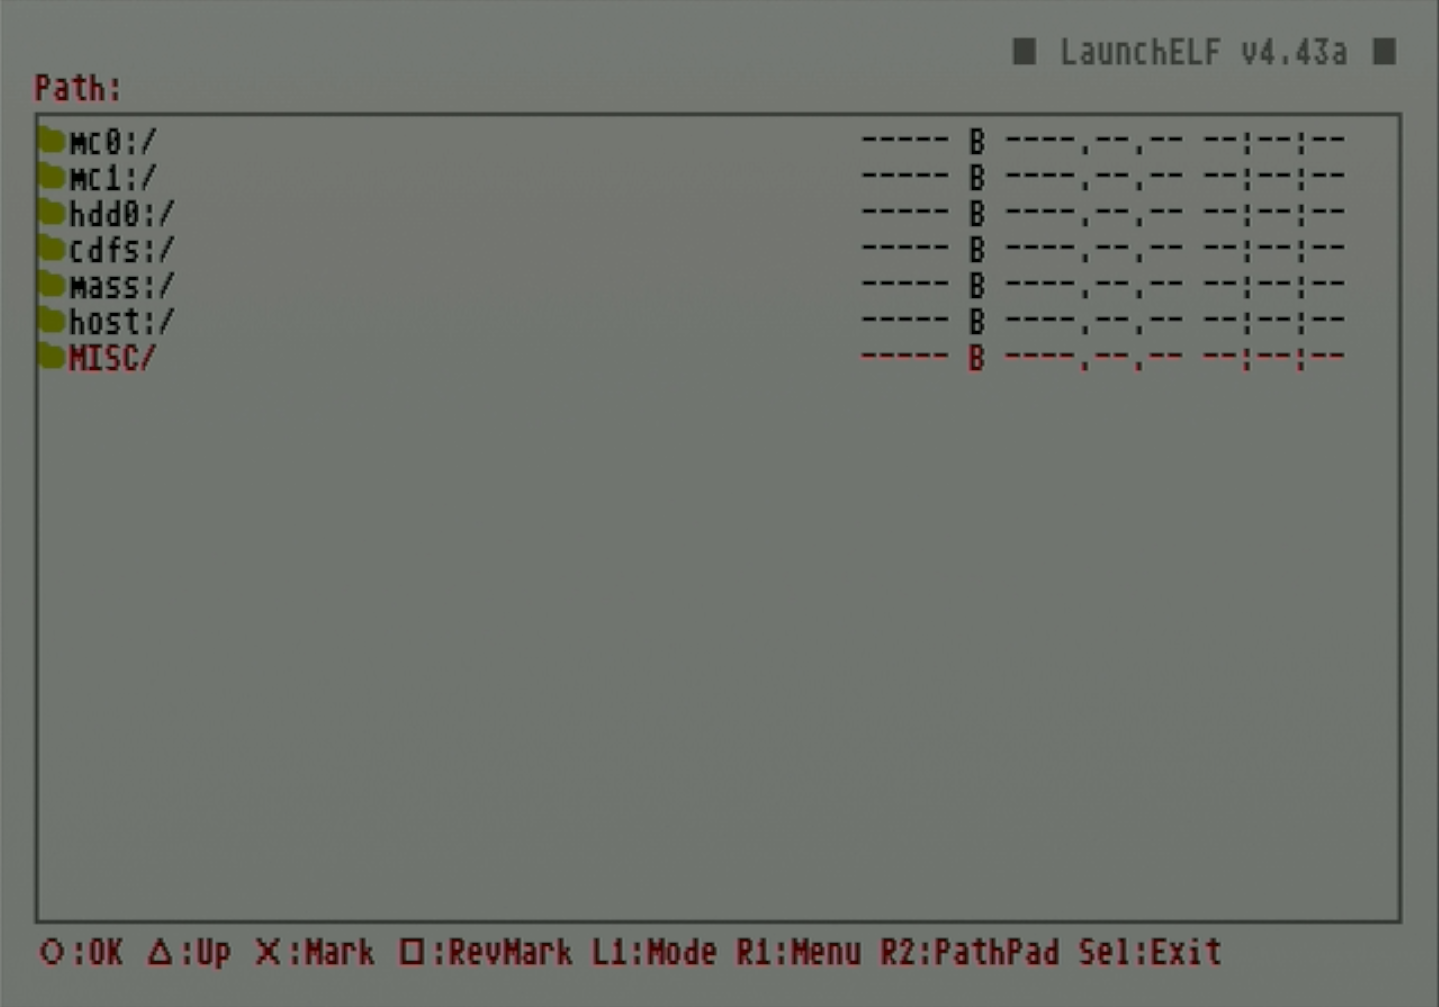 ■ LaunchELF v4.43a ■
Path:
mc0:/ ----- B ----.--.-- --:--:--
mc1:/ ----- B ----.--.-- --:--:--
hdd0:/ ----- B ----.--.-- --:--:--
cdfs:/ ----- B ----.--.-- --:--:--
mass:/ ----- B ----.--.-- --:--:--
host:/ ----- B ----.--.-- --:--:--
MISC/ ----- B ----.--.-- --:--:--
○:OK △:Up ×:Mark □:RevMark L1:Mode R1:Menu R2:PathPad Sel:Exit